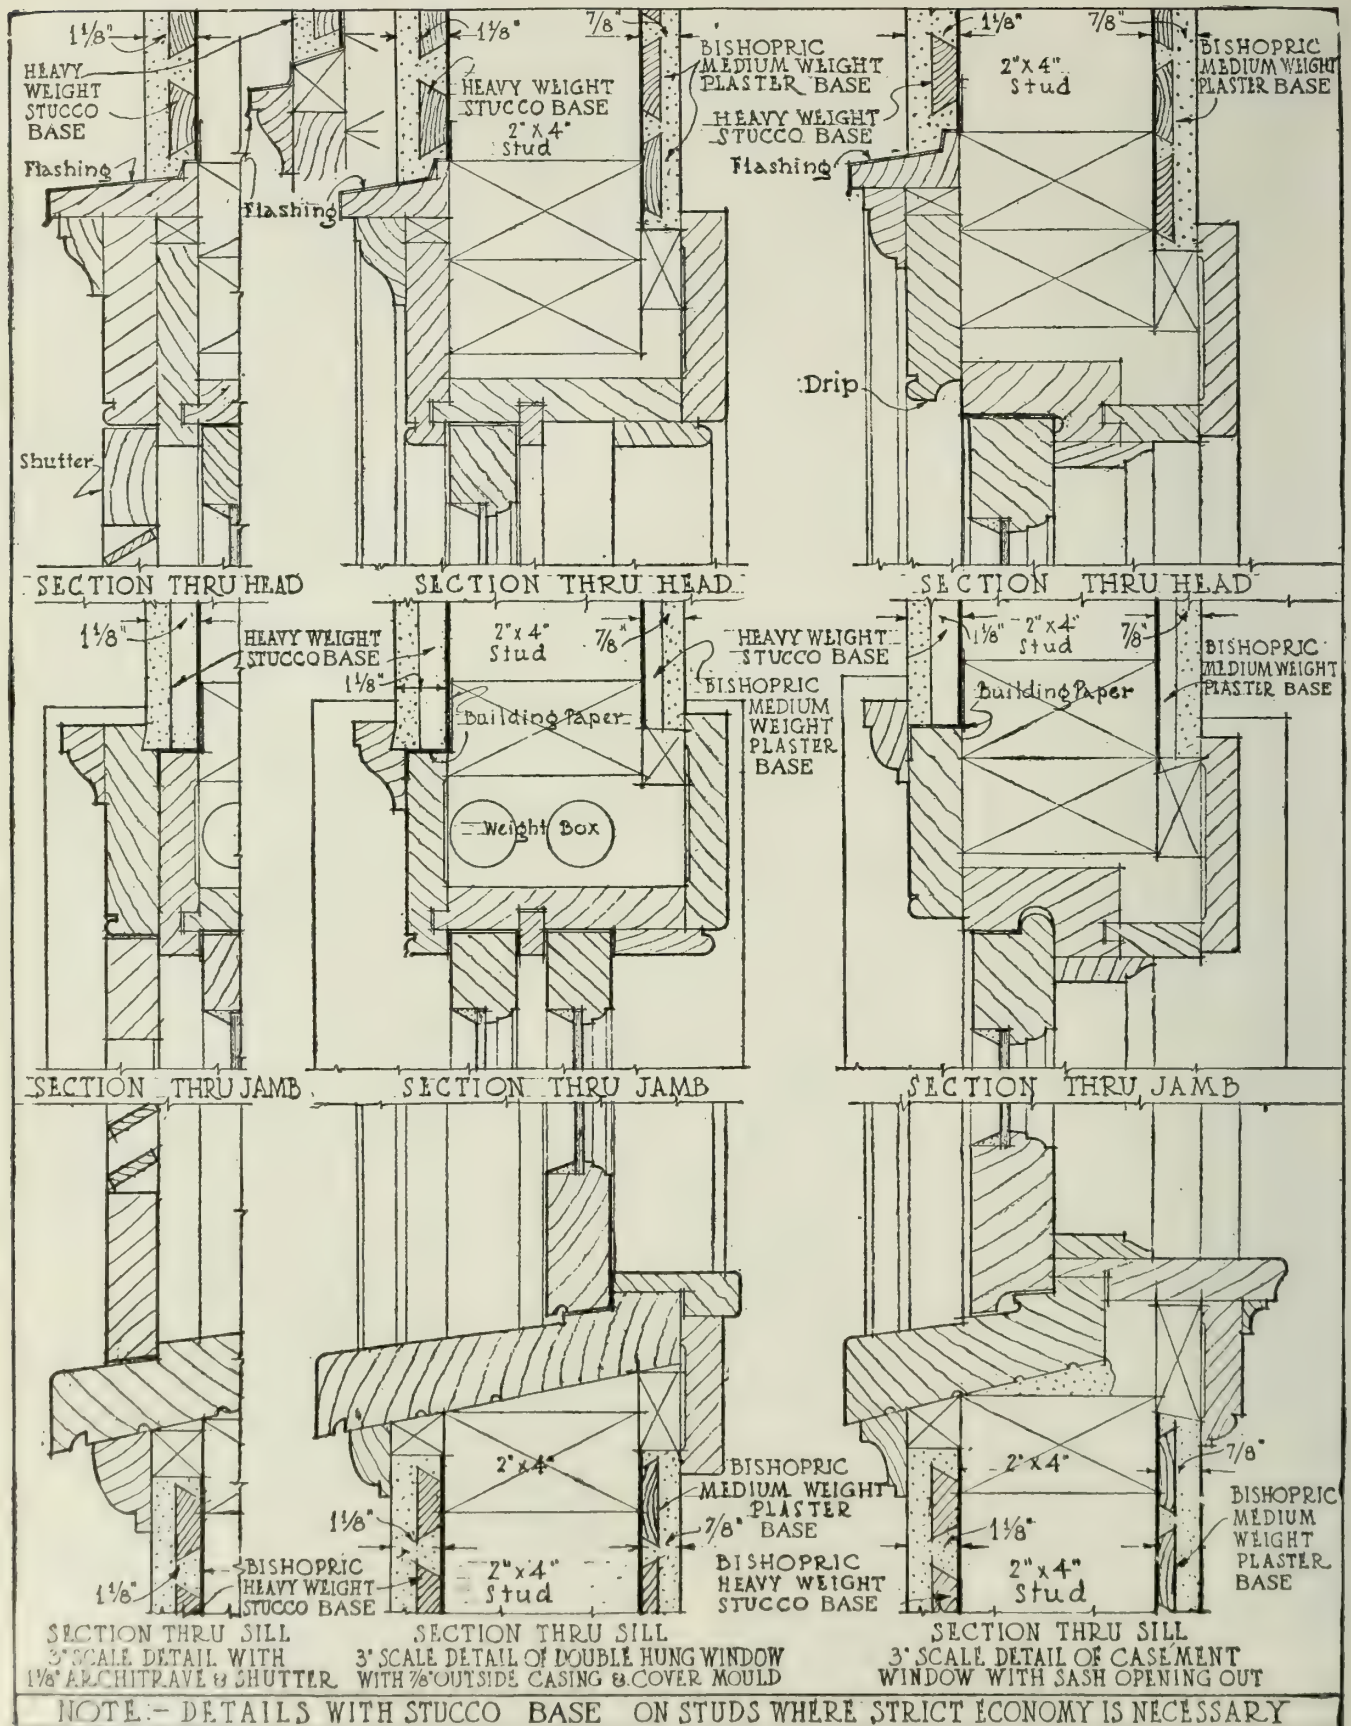 1 1/8"
HEAVY
WEIGHT
STUCCO
BASE
Flashing
Flashing
Shutter
1 1/8"
HEAVY WEIGHT
STUCCO BASE
2" X 4"
Stud
7/8"
BISHOPRIC
MEDIUM WEIGHT
PLASTER BASE
HEAVY WEIGHT
STUCCO BASE
Flashing
1 1/8"
2" X 4"
Stud
7/8"
BISHOPRIC
MEDIUM WEIGHT
PLASTER BASE
Drip
SECTION THRU HEAD
SECTION THRU HEAD
SECTION THRU HEAD
1 1/8"
HEAVY WEIGHT
STUCCO BASE
1 1/8"
2" X 4"
Stud
7/8"
Building Paper
Weight Box
HEAVY WEIGHT
STUCCO BASE
BISHOPRIC
MEDIUM
WEIGHT
PLASTER
BASE
1 1/8"
2" X 4"
Stud
7/8"
Building Paper
BISHOPRIC
MEDIUM WEIGHT
PLASTER BASE
SECTION THRU JAMB
SECTION THRU JAMB
SECTION THRU JAMB
1 1/8"
BISHOPRIC
HEAVY WEIGHT
STUCCO BASE
1 1/8"
2" X 4"
2" X 4"
Stud
BISHOPRIC
MEDIUM WEIGHT
PLASTER
BASE
7/8"
BISHOPRIC
HEAVY WEIGHT
STUCCO BASE
2" X 4"
1 1/8"
2" X 4"
Stud
7/8"
BISHOPRIC
MEDIUM
WEIGHT
PLASTER
BASE
SECTION THRU SILL
3" SCALE DETAIL WITH
1 1/8" ARCHITRAVE & SHUTTER
SECTION THRU SILL
3" SCALE DETAIL OF DOUBLE HUNG WINDOW
WITH 7/8" OUTSIDE CASING & COVER MOULD
SECTION THRU SILL
3" SCALE DETAIL OF CASEMENT
WINDOW WITH SASH OPENING OUT
NOTE:- DETAILS WITH STUCCO BASE ON STUDS WHERE STRICT ECONOMY IS NECESSARY